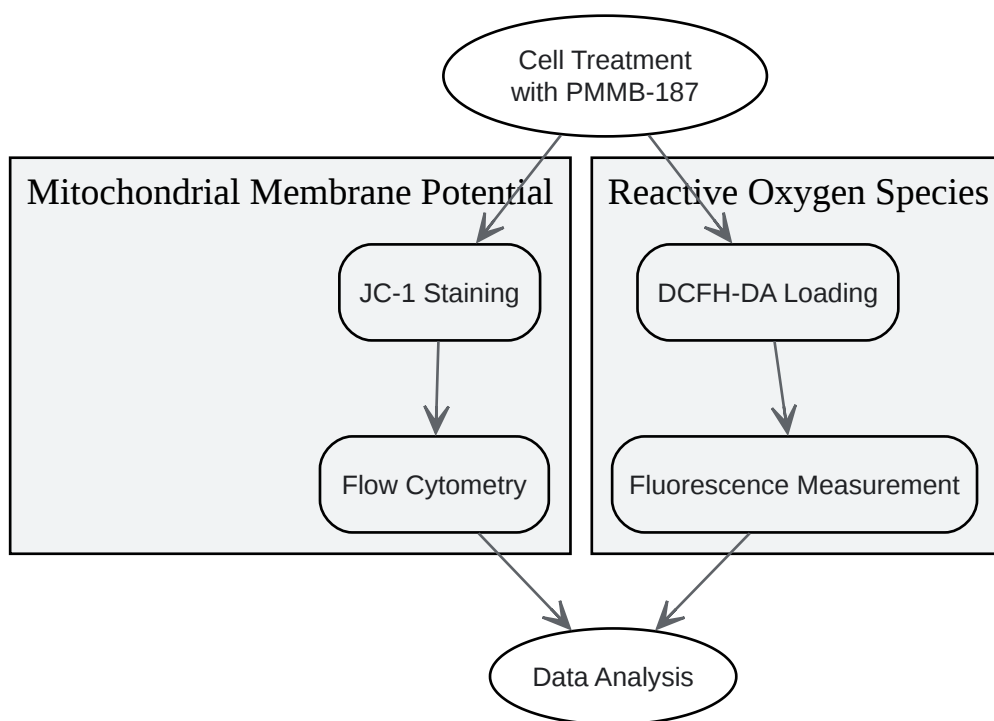 Cell Treatment
with PMMB-187
Mitochondrial Membrane Potential
Reactive Oxygen Species
JC-1 Staining
DCFH-DA Loading
Flow Cytometry
Fluorescence Measurement
Data Analysis